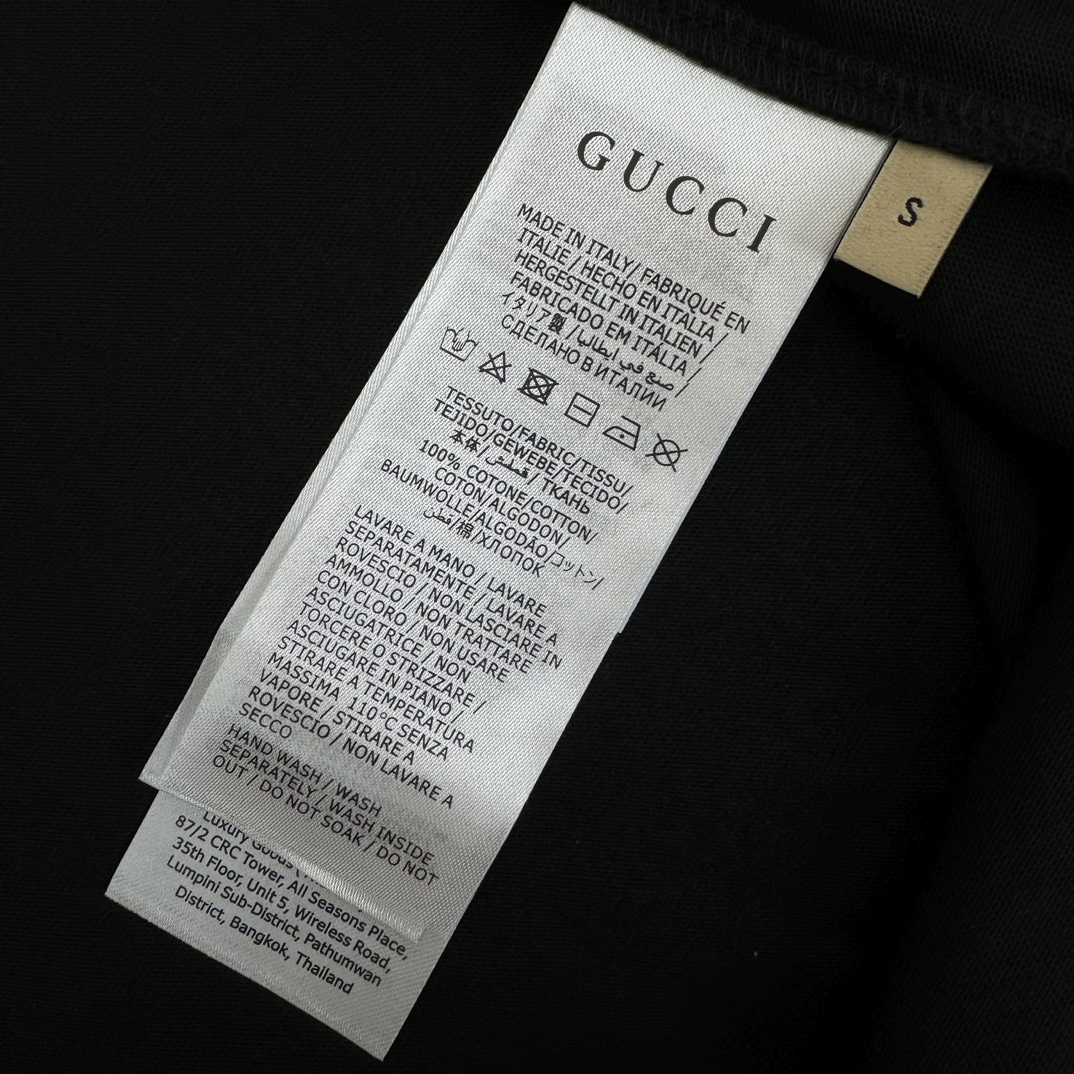 GUCCI
S
MADE IN ITALY/ FABRIQUÉ EN
ITALIE / HECHO EN ITALIA /
HERGESTELLT IN ITALIEN /
FABRICADO EM ITÁLIA /
イタリア製 / صنع في ايطاليا /
СДЕЛАНО В ИТАЛИИ
TESSUTO/FABRIC/TISSU/
TEJIDO/GEWEBE/TECIDO/
本体/قماش/ТКАНЬ
100% COTONE/COTTON/
COTON/ALGODON/
BAUMWOLLE/ALGODÃO/コットン/
قطن/棉/ХЛОПОК
LAVARE A MANO / LAVARE
SEPARATAMENTE / LAVARE A
ROVESCIO / NON LASCIARE IN
AMMOLLO / NON TRATTARE
CON CLORO / NON USARE
ASCIUGATRICE / NON
TORCERE O STRIZZARE /
ASCIUGARE IN PIANO /
STIRARE A TEMPERATURA
MASSIMA 110°C SENZA
VAPORE / STIRARE A
ROVESCIO / NON LAVARE A
SECCO
HAND WASH / WASH
SEPARATELY / WASH INSIDE
OUT / DO NOT SOAK / DO NOT
Luxury Goods
87/2 CRC Tower, All Seasons Place,
35th Floor, Unit 5, Wireless Road,
Lumpini Sub-District, Pathumwan
District, Bangkok, Thailand